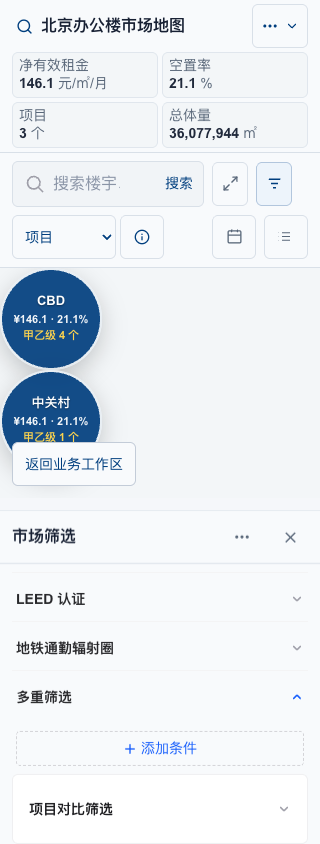 北京办公楼市场地图
净有效租金
146.1 元/㎡/月
空置率
21.1 %
项目
3 个
总体量
36,077,944 ㎡
搜索楼宇.
搜索
项目
CBD
¥146.1 · 21.1%
甲乙级 4 个
中关村
¥146.1 · 21.1%
甲乙级 1 个
返回业务工作区
市场筛选
LEED 认证
地铁通勤辐射圈
多重筛选
+ 添加条件
项目对比筛选